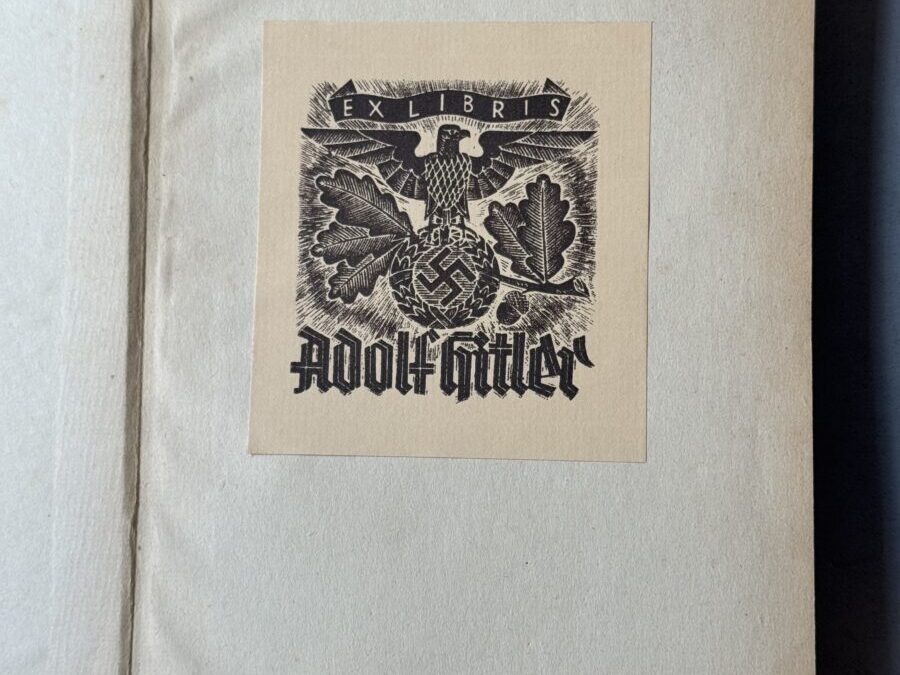 EX LIBRIS
Adolf Hitler